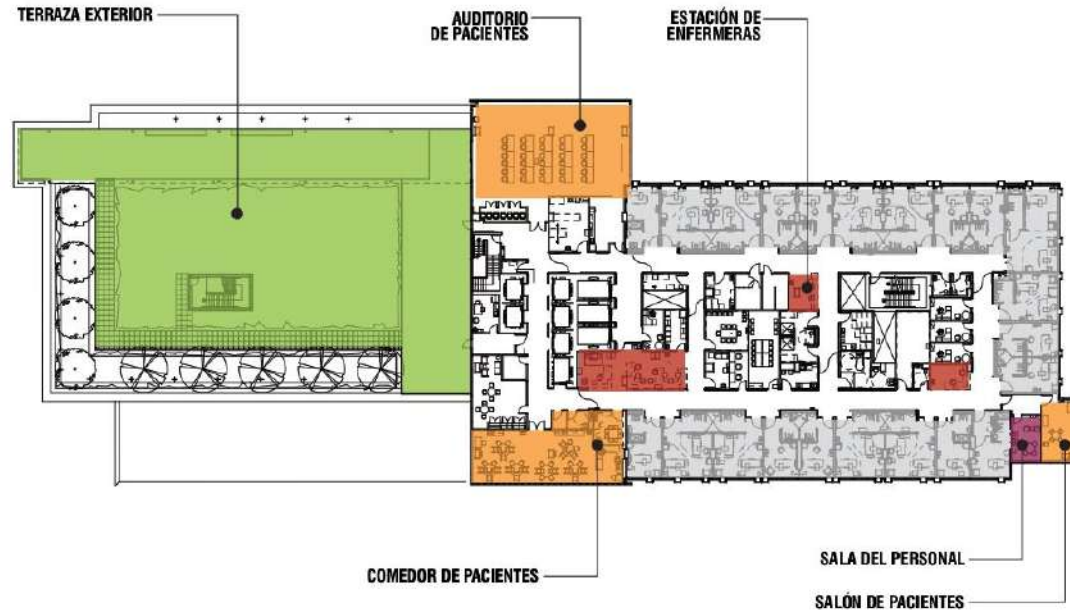 TERRAZA EXTERIOR
AUDITORIO
DE PACIENTES
ESTACIÓN DE
ENFERMERAS
COMEDOR DE PACIENTES
SALA DEL PERSONAL
SALÓN DE PACIENTES